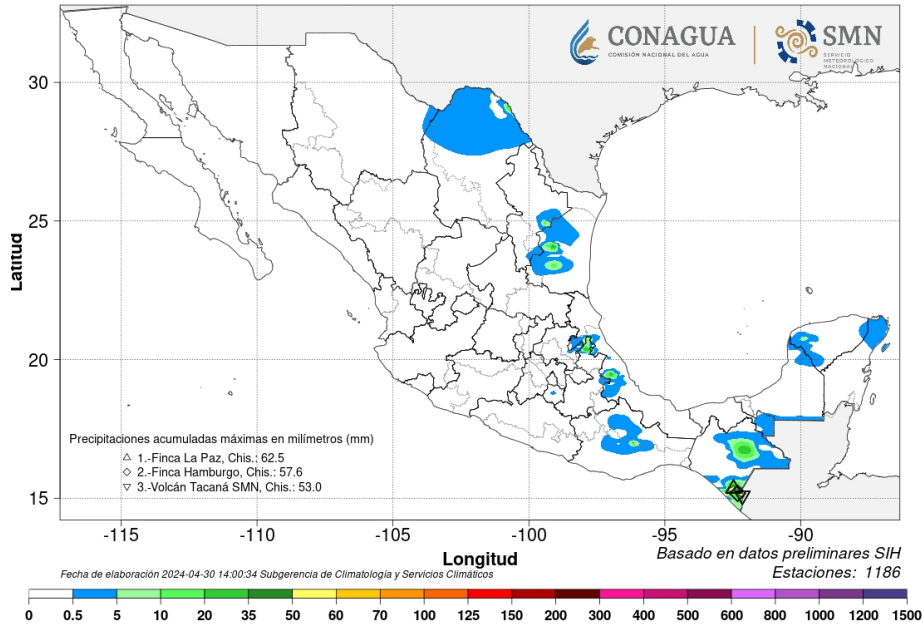 CONAGUA
COMISIÓN NACIONAL DEL AGUA
SMN
SERVICIO
METEOROLÓGICO
NACIONAL
30
25
20
15
Latitud
Precipitaciones acumuladas máximas en milímetros (mm)
1.-Finca La Paz, Chis.: 62.5
2.-Finca Hamburgo, Chis.: 57.6
3.-Volcán Tacaná SMN, Chis.: 53.0
-115 -110 -105 -100 -95 -90
Longitud
Basado en datos preliminares SIH
Estaciones: 1186
Fecha de elaboración 2024-04-30 14:00:34 Subgerencia de Climatología y Servicios Climáticos
0 0.5 5 10 20 35 50 60 70 100 125 150 200 300 400 500 600 800 1000 1200 1500